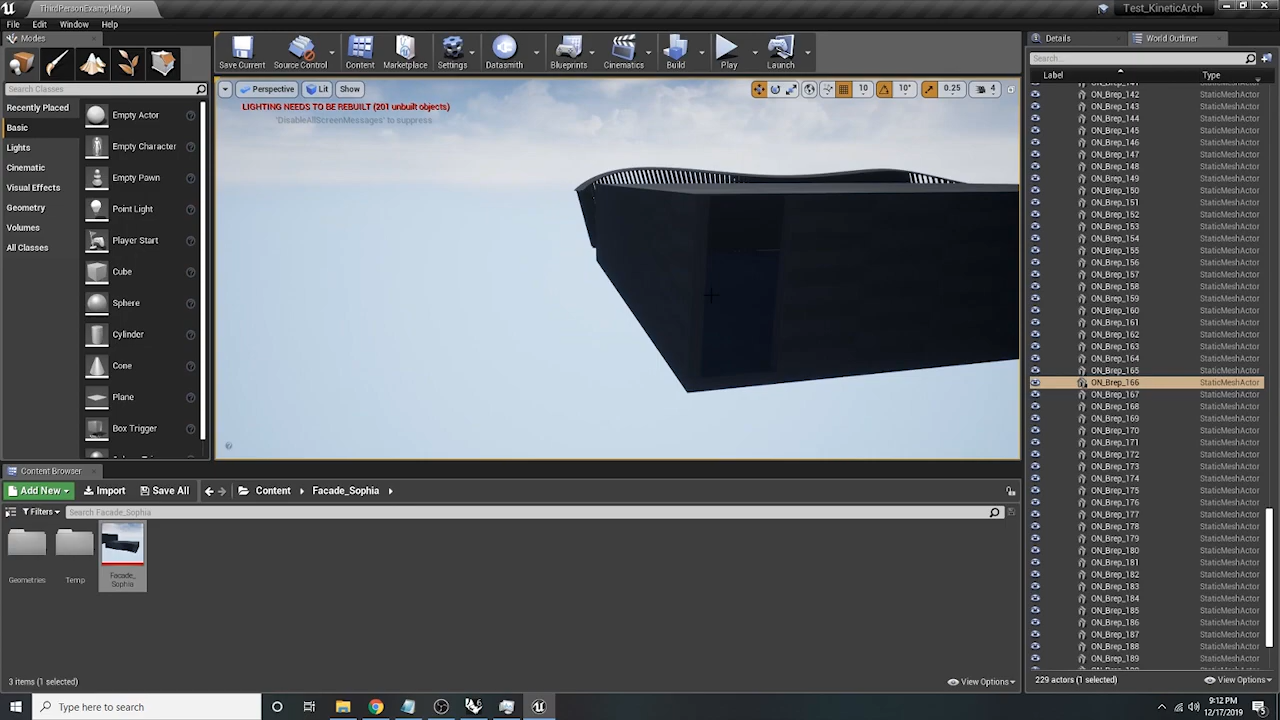 ThirdPersonExampleMap
Test_KineticArch
File Edit Window Help
Modes
Search Classes
Recently Placed
Basic
Lights
Cinematic
Visual Effects
Geometry
Volumes
All Classes
Empty Actor
Empty Character
Empty Pawn
Point Light
Player Start
Cube
Sphere
Cylinder
Cone
Plane
Box Trigger
Save Current Source Control Content Marketplace Settings Datasmith Blueprints Cinematics Build Play Launch
Perspective Lit Show
10 10° 0.25 4
LIGHTING NEEDS TO BE REBUILT (201 unbuilt objects)
'DisableAllScreenMessages' to suppress
Details World Outliner
Search...
Label Type
ON_Brep_142 StaticMeshActor
ON_Brep_143 StaticMeshActor
ON_Brep_144 StaticMeshActor
ON_Brep_145 StaticMeshActor
ON_Brep_146 StaticMeshActor
ON_Brep_147 StaticMeshActor
ON_Brep_148 StaticMeshActor
ON_Brep_149 StaticMeshActor
ON_Brep_150 StaticMeshActor
ON_Brep_151 StaticMeshActor
ON_Brep_152 StaticMeshActor
ON_Brep_153 StaticMeshActor
ON_Brep_154 StaticMeshActor
ON_Brep_155 StaticMeshActor
ON_Brep_156 StaticMeshActor
ON_Brep_157 StaticMeshActor
ON_Brep_158 StaticMeshActor
ON_Brep_159 StaticMeshActor
ON_Brep_160 StaticMeshActor
ON_Brep_161 StaticMeshActor
ON_Brep_162 StaticMeshActor
ON_Brep_163 StaticMeshActor
ON_Brep_164 StaticMeshActor
ON_Brep_165 StaticMeshActor
ON_Brep_166 StaticMeshActor
ON_Brep_167 StaticMeshActor
ON_Brep_168 StaticMeshActor
ON_Brep_169 StaticMeshActor
ON_Brep_170 StaticMeshActor
ON_Brep_171 StaticMeshActor
ON_Brep_172 StaticMeshActor
ON_Brep_173 StaticMeshActor
ON_Brep_174 StaticMeshActor
ON_Brep_175 StaticMeshActor
ON_Brep_176 StaticMeshActor
ON_Brep_177 StaticMeshActor
ON_Brep_178 StaticMeshActor
ON_Brep_179 StaticMeshActor
ON_Brep_180 StaticMeshActor
ON_Brep_181 StaticMeshActor
ON_Brep_182 StaticMeshActor
ON_Brep_183 StaticMeshActor
ON_Brep_184 StaticMeshActor
ON_Brep_185 StaticMeshActor
ON_Brep_186 StaticMeshActor
ON_Brep_187 StaticMeshActor
ON_Brep_188 StaticMeshActor
ON_Brep_189 StaticMeshActor
229 actors (1 selected) View Options
Content Browser
Add New Import Save All Content Facade_Sophia
Filters Search Facade_Sophia
Geometries Temp Facade_
Sophia
3 items (1 selected) View Options
Type here to search
9:12 PM
12/17/2019